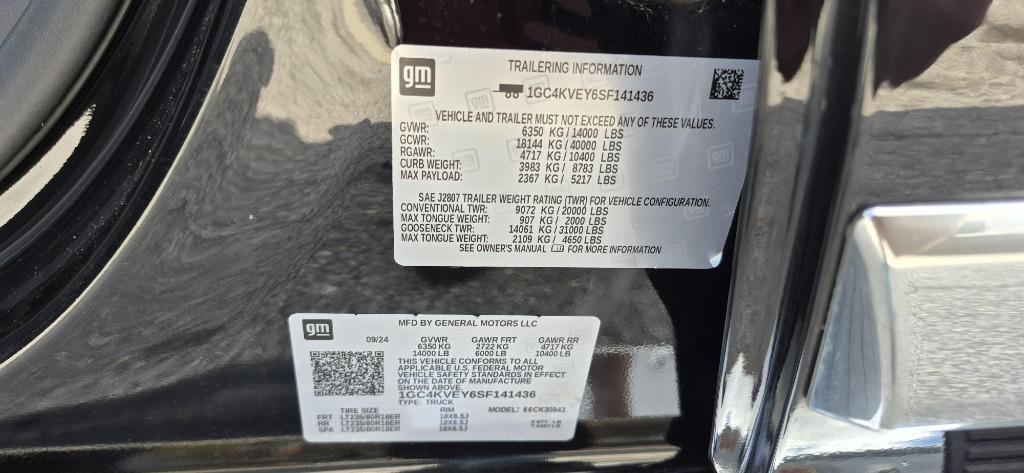 gm
TRAILERING INFORMATION
1GC4KVEY6SF141436
VEHICLE AND TRAILER MUST NOT EXCEED ANY OF THESE VALUES.
GVWR: 6350 KG / 14000 LBS
GCWR: 18144 KG / 40000 LBS
RGAWR: 4717 KG / 10400 LBS
CURB WEIGHT: 3983 KG / 8783 LBS
MAX PAYLOAD: 2367 KG / 5217 LBS
SAE J2807 TRAILER WEIGHT RATING (TWR) FOR VEHICLE CONFIGURATION.
CONVENTIONAL TWR: 9072 KG / 20000 LBS
MAX TONGUE WEIGHT: 907 KG / 2000 LBS
GOOSENECK TWR: 14061 KG / 31000 LBS
MAX TONGUE WEIGHT: 2109 KG / 4650 LBS
SEE OWNER'S MANUAL FOR MORE INFORMATION
gm
MFD BY GENERAL MOTORS LLC
09/24 GVWR GAWR FRT GAWR RR
6350 KG 2722 KG 4717 KG
14000 LB 6000 LB 10400 LB
THIS VEHICLE CONFORMS TO ALL
APPLICABLE U.S. FEDERAL MOTOR
VEHICLE SAFETY STANDARDS IN EFFECT
ON THE DATE OF MANUFACTURE
SHOWN ABOVE.
1GC4KVEY6SF141436
TYPE: TRUCK
TIRE SIZE RIM MODEL: 66CK30943
FRT LT235/80R18ER 18X6.5J
RR LT235/80R18ER 18X6.5J
SPA LT235/80R18ER 18X6.5J